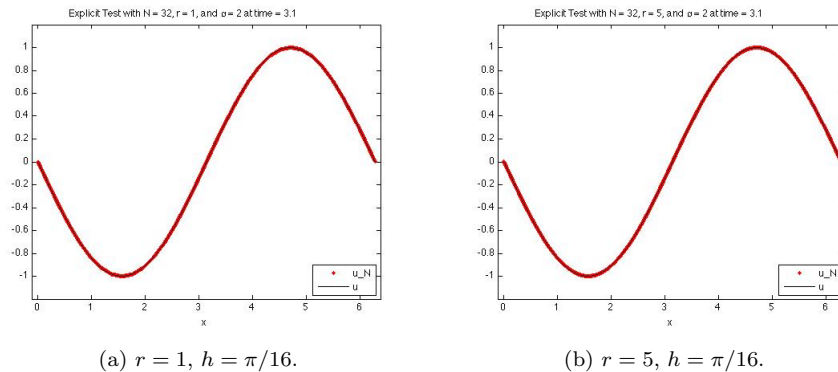 Explicit Test with N = 32, r = 1, and ø = 2 at time = 3.1
1
0.8
0.6
0.4
0.2
0
-0.2
-0.4
-0.6
-0.8
-1
0 1 2 3 4 5 6
x
u_N
u
(a) r = 1, h = π/16.
Explicit Test with N = 32, r = 5, and ø = 2 at time = 3.1
1
0.8
0.6
0.4
0.2
0
-0.2
-0.4
-0.6
-0.8
-1
0 1 2 3 4 5 6
x
u_N
u
(b) r = 5, h = π/16.